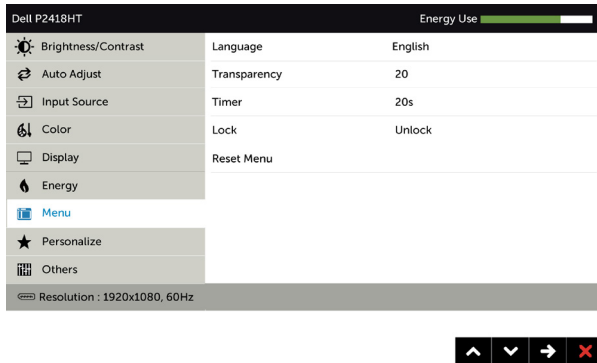 Dell P2418HT Energy Use
Brightness/Contrast
Auto Adjust
Input Source
Color
Display
Energy
Menu
Personalize
Others
Language English
Transparency 20
Timer 20s
Lock Unlock
Reset Menu
Resolution : 1920x1080, 60Hz